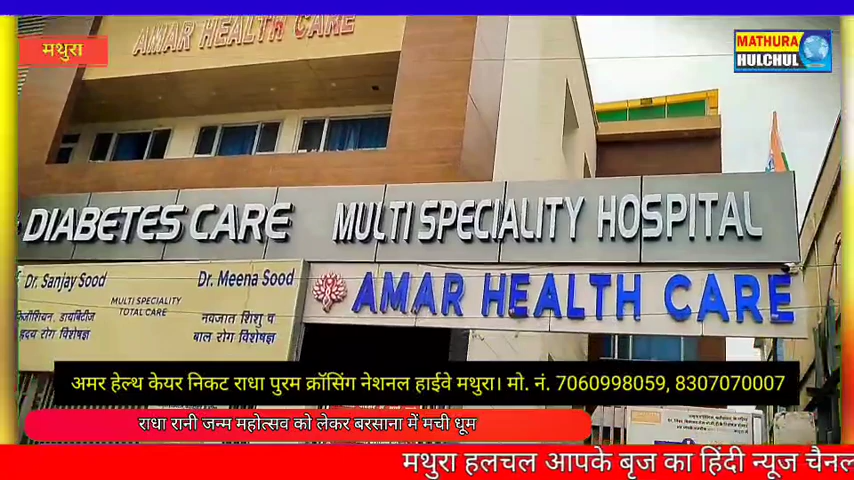 AMAR HEALTH CARE
मथुरा
MATHURA
HULCHUL
DIABETES CARE
MULTI SPECIALITY HOSPITAL
Dr. Sanjay Sood
Dr. Meena Sood
MULTI SPECIALITY
TOTAL CARE
नवजात शिशु व
बाल रोग विशेषज्ञ
डायबिटीज
हृदय रोग विशेषज्ञ
AMAR HEALTH CARE
अमर हेल्थ केयर निकट राधा पुरम क्रॉसिंग नेशनल हाईवे मथुरा। मो. नं. 7060998059, 8307070007
राधा रानी जन्म महोत्सव को लेकर बरसाना में मची धूम
मथुरा हलचल आपके बृज का हिंदी न्यूज चैनल